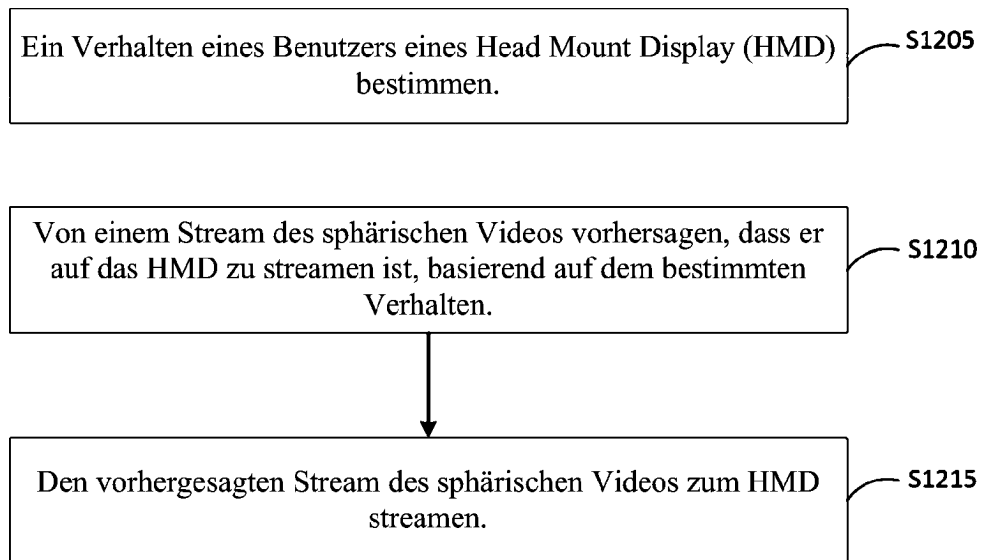 Ein Verhalten eines Benutzers eines Head Mount Display (HMD)
bestimmen.
S1205
Von einem Stream des sphärischen Videos vorhersagen, dass er
auf das HMD zu streamen ist, basierend auf dem bestimmten
Verhalten.
S1210
Den vorhergesagten Stream des sphärischen Videos zum HMD
streamen.
S1215